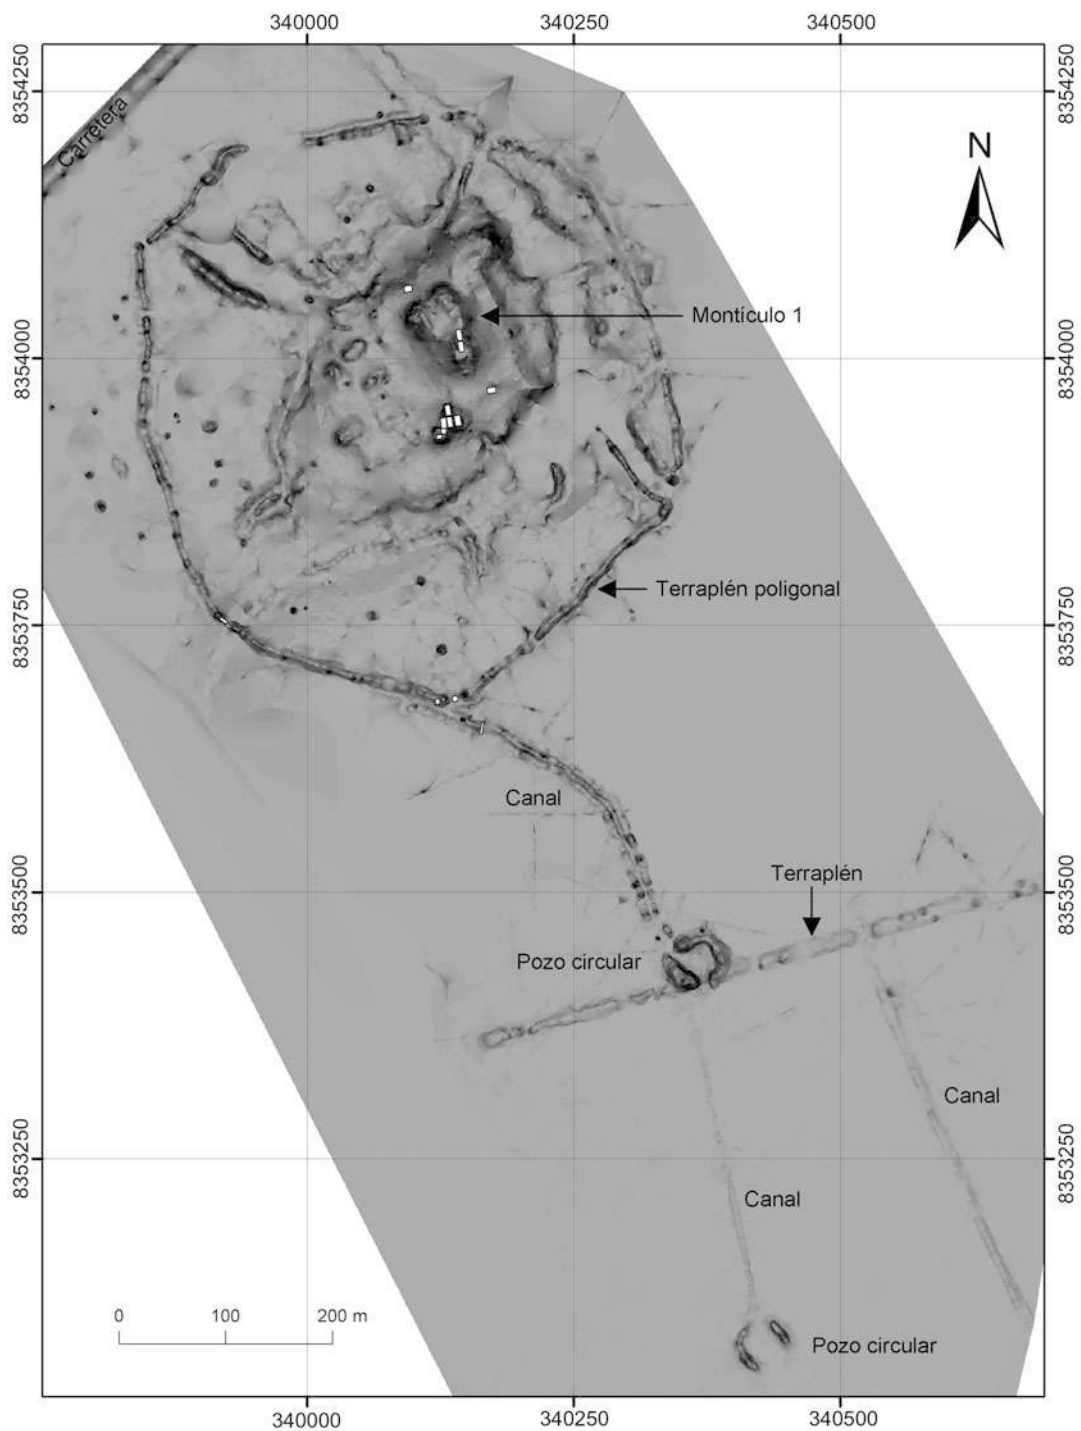 340000 340250 340500
8354250 8354250
Carretera
N
Montículo 1
8354000 8354000
Terraplén poligonal
8353750 8353750
Canal
Terraplén
8353500 8353500
Pozo circular
Canal
8353250 8353250
Canal
0 100 200 m
Pozo circular
340000 340250 340500